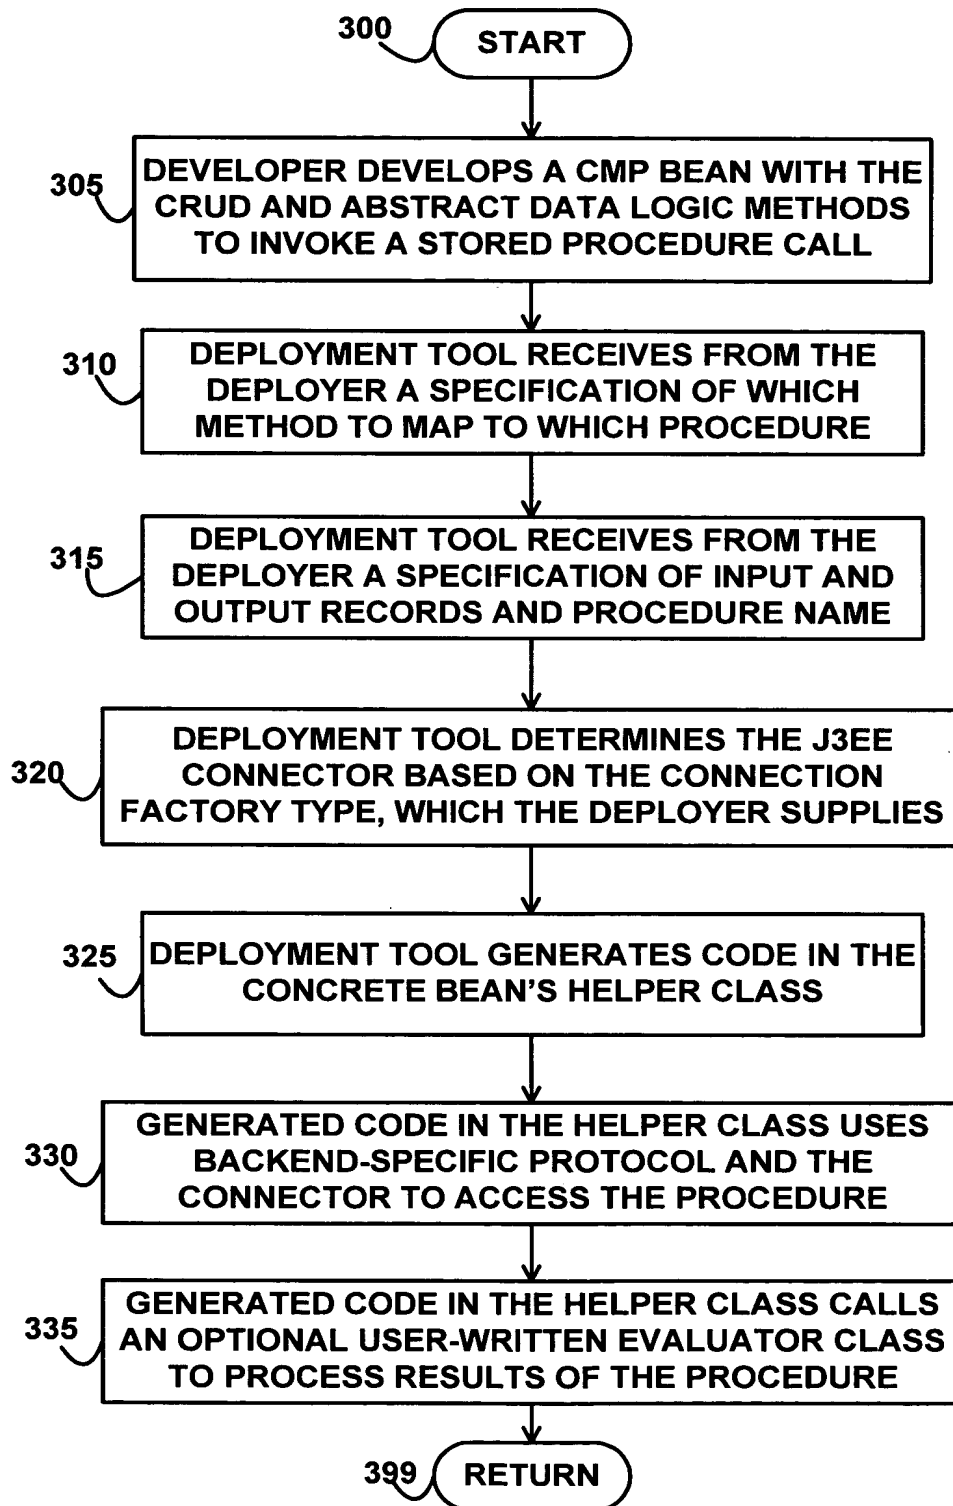 300
START
305
DEVELOPER DEVELOPS A CMP BEAN WITH THE
CRUD AND ABSTRACT DATA LOGIC METHODS
TO INVOKE A STORED PROCEDURE CALL
310
DEPLOYMENT TOOL RECEIVES FROM THE
DEPLOYER A SPECIFICATION OF WHICH
METHOD TO MAP TO WHICH PROCEDURE
315
DEPLOYMENT TOOL RECEIVES FROM THE
DEPLOYER A SPECIFICATION OF INPUT AND
OUTPUT RECORDS AND PROCEDURE NAME
320
DEPLOYMENT TOOL DETERMINES THE J3EE
CONNECTOR BASED ON THE CONNECTION
FACTORY TYPE, WHICH THE DEPLOYER SUPPLIES
325
DEPLOYMENT TOOL GENERATES CODE IN THE
CONCRETE BEAN'S HELPER CLASS
330
GENERATED CODE IN THE HELPER CLASS USES
BACKEND-SPECIFIC PROTOCOL AND THE
CONNECTOR TO ACCESS THE PROCEDURE
335
GENERATED CODE IN THE HELPER CLASS CALLS
AN OPTIONAL USER-WRITTEN EVALUATOR CLASS
TO PROCESS RESULTS OF THE PROCEDURE
399
RETURN